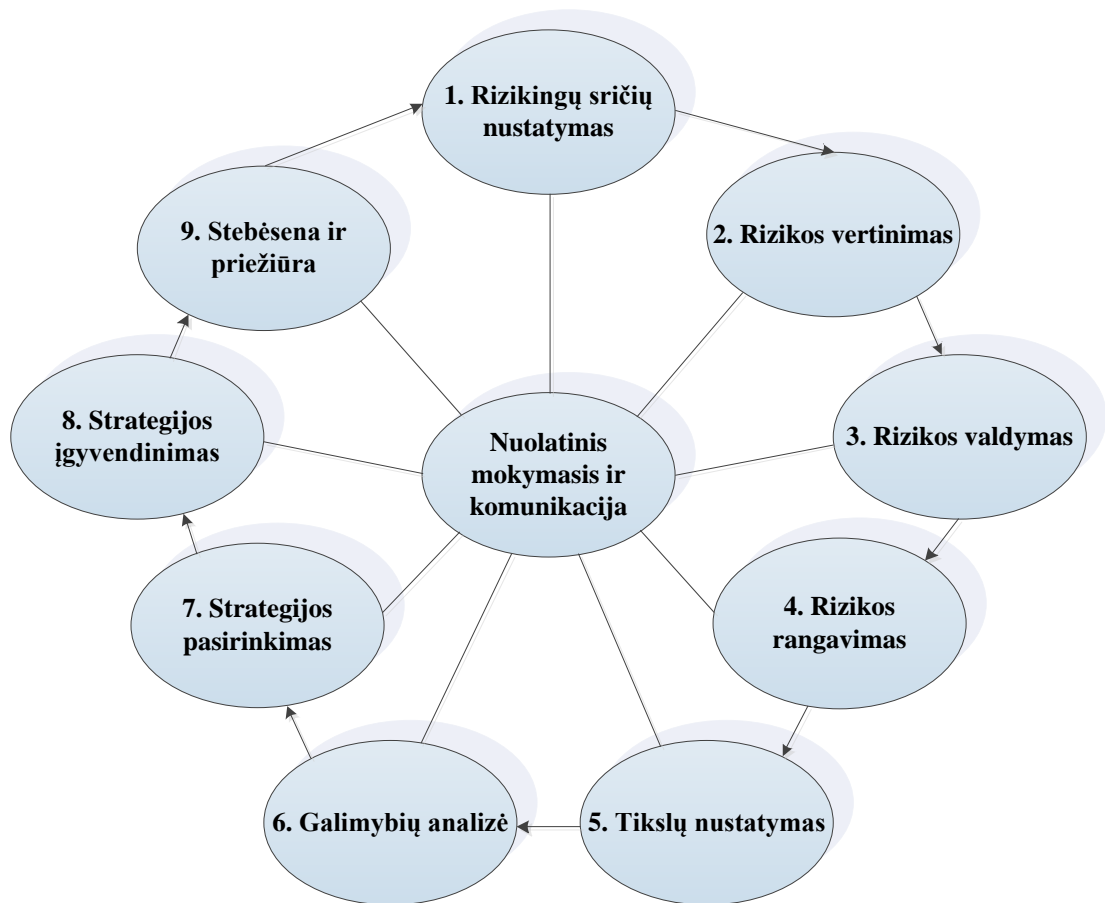 1. Rizikingų sričių
nustatymas
2. Rizikos vertinimas
3. Rizikos valdymas
4. Rizikos
rangavimas
5. Tikslų nustatymas
6. Galimybių analizė
7. Strategijos
pasirinkimas
8. Strategijos
įgyvendinimas
9. Stebėsena ir
priežiūra
Nuolatinis
mokymasis ir
komunikacija